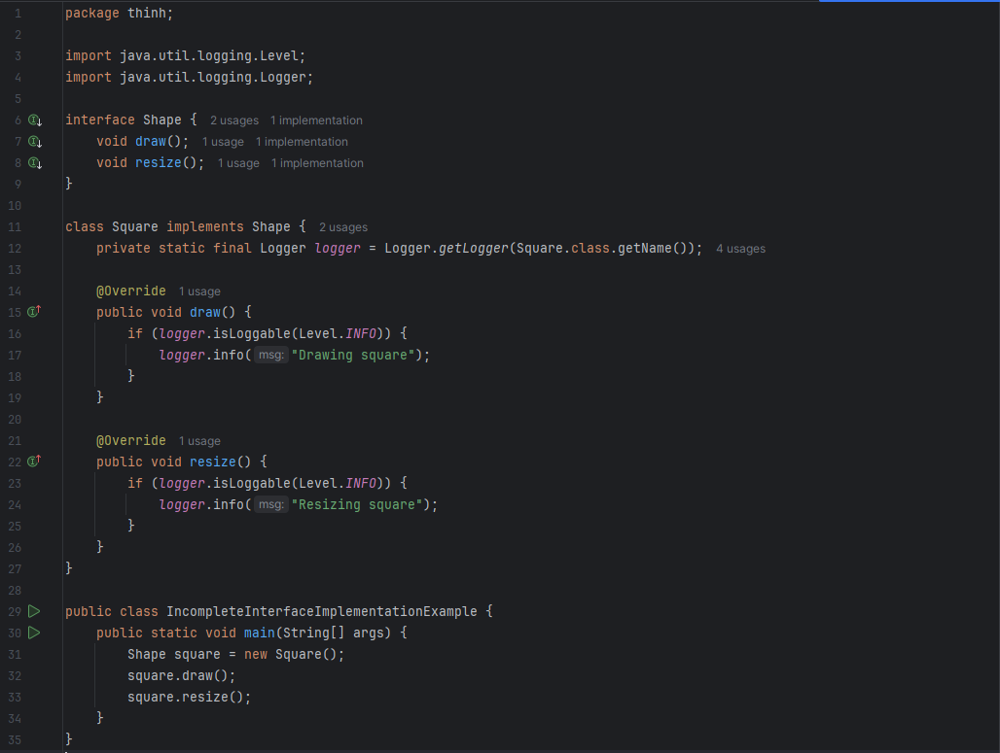 1 package thinh;
2
3 import java.util.logging.Level;
4 import java.util.logging.Logger;
5
6 interface Shape { 2 usages 1 implementation
7     void draw(); 1 usage 1 implementation
8     void resize(); 1 usage 1 implementation
9 }
10
11 class Square implements Shape { 2 usages
12     private static final Logger logger = Logger.getLogger(Square.class.getName()); 4 usages
13
14     @Override 1 usage
15     public void draw() {
16         if (logger.isLoggable(Level.INFO)) {
17             logger.info( msg: "Drawing square");
18         }
19     }
20
21     @Override 1 usage
22     public void resize() {
23         if (logger.isLoggable(Level.INFO)) {
24             logger.info( msg: "Resizing square");
25         }
26     }
27 }
28
29 public class IncompleteInterfaceImplementationExample {
30     public static void main(String[] args) {
31         Shape square = new Square();
32         square.draw();
33         square.resize();
34     }
35 }